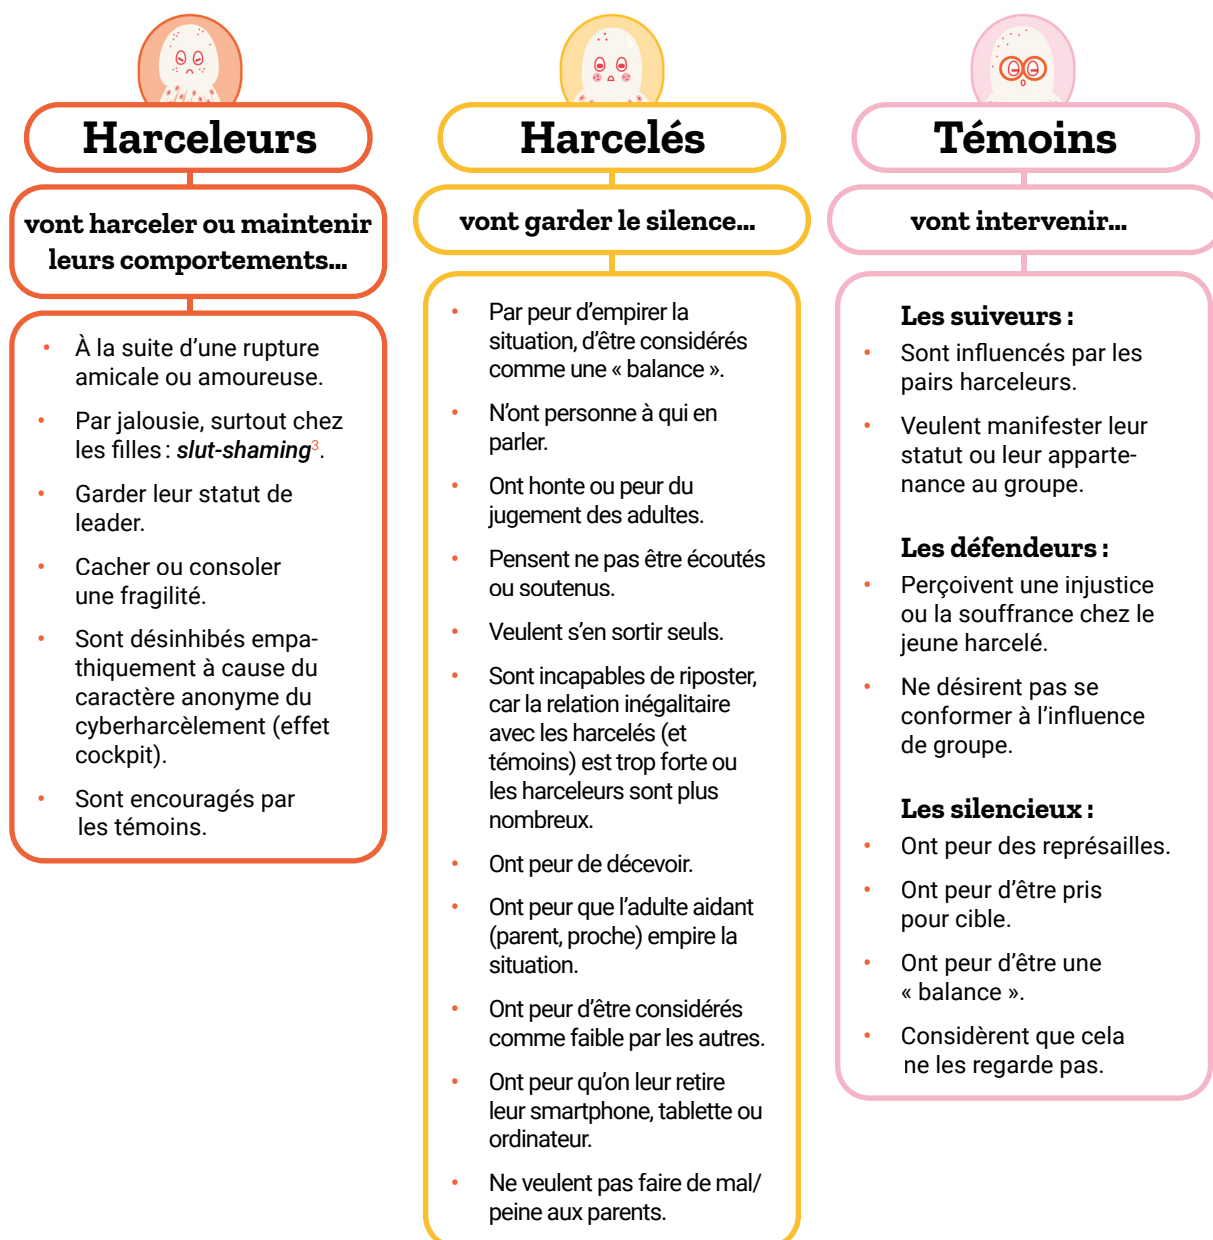 Harceleurs
vont harceler ou maintenir
leurs comportements...
• À la suite d'une rupture
amicale ou amoureuse.
• Par jalousie, surtout chez
les filles : slut-shaming³.
• Garder leur statut de
leader.
• Cacher ou consoler
une fragilité.
• Sont désinhibés empa-
thiquement à cause du
caractère anonyme du
cyberharcèlement (effet
cockpit).
• Sont encouragés par
les témoins.
Harcelés
vont garder le silence...
• Par peur d'empirer la
situation, d'être considérés
comme une « balance ».
• N'ont personne à qui en
parler.
• Ont honte ou peur du
jugement des adultes.
• Pensent ne pas être écoutés
ou soutenus.
• Veulent s'en sortir seuls.
• Sont incapables de riposter,
car la relation inégalitaire
avec les harcelés (et
témoins) est trop forte ou
les harceleurs sont plus
nombreux.
• Ont peur de décevoir.
• Ont peur que l'adulte aidant
(parent, proche) empire la
situation.
• Ont peur d'être considérés
comme faible par les autres.
• Ont peur qu'on leur retire
leur smartphone, tablette ou
ordinateur.
• Ne veulent pas faire de mal/
peine aux parents.
Témoins
vont intervenir...
Les suiveurs :
• Sont influencés par les
pairs harceleurs.
• Veulent manifester leur
statut ou leur apparte-
nance au groupe.
Les défendeurs :
• Perçoivent une injustice
ou la souffrance chez le
jeune harcelé.
• Ne désirent pas se
conformer à l'influence
de groupe.
Les silencieux :
• Ont peur des représailles.
• Ont peur d'être pris
pour cible.
• Ont peur d'être une
« balance ».
• Considèrent que cela
ne les regarde pas.